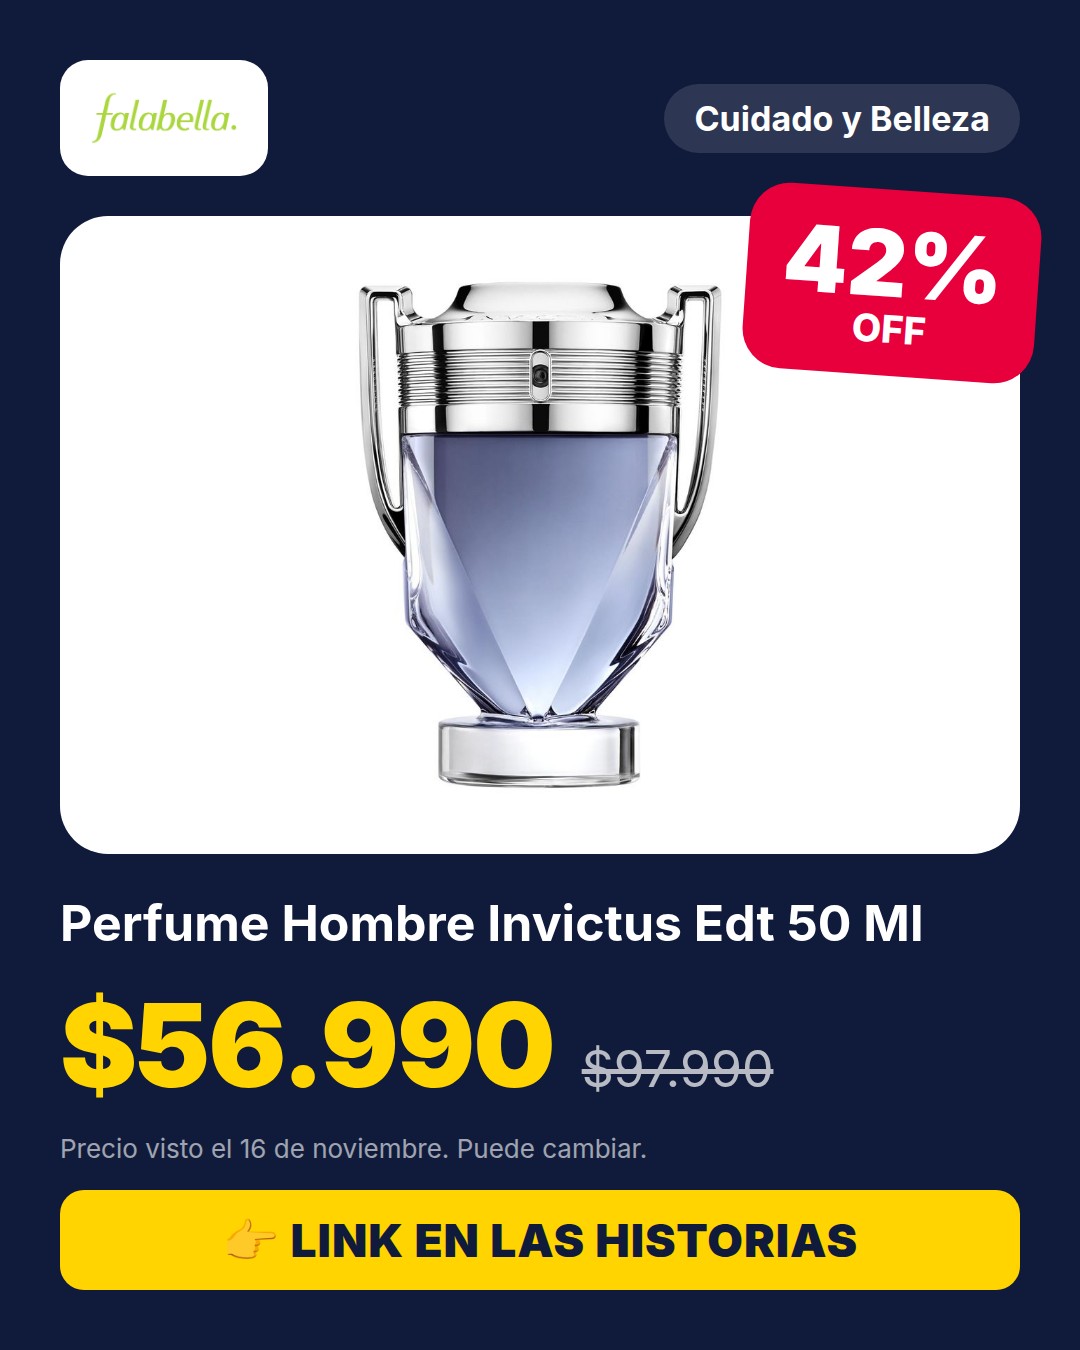 falabella.
Cuidado y Belleza
42%
OFF
Perfume Hombre Invictus Edt 50 Ml
$56.990 $97.990
Precio visto el 16 de noviembre. Puede cambiar.
👉 LINK EN LAS HISTORIAS